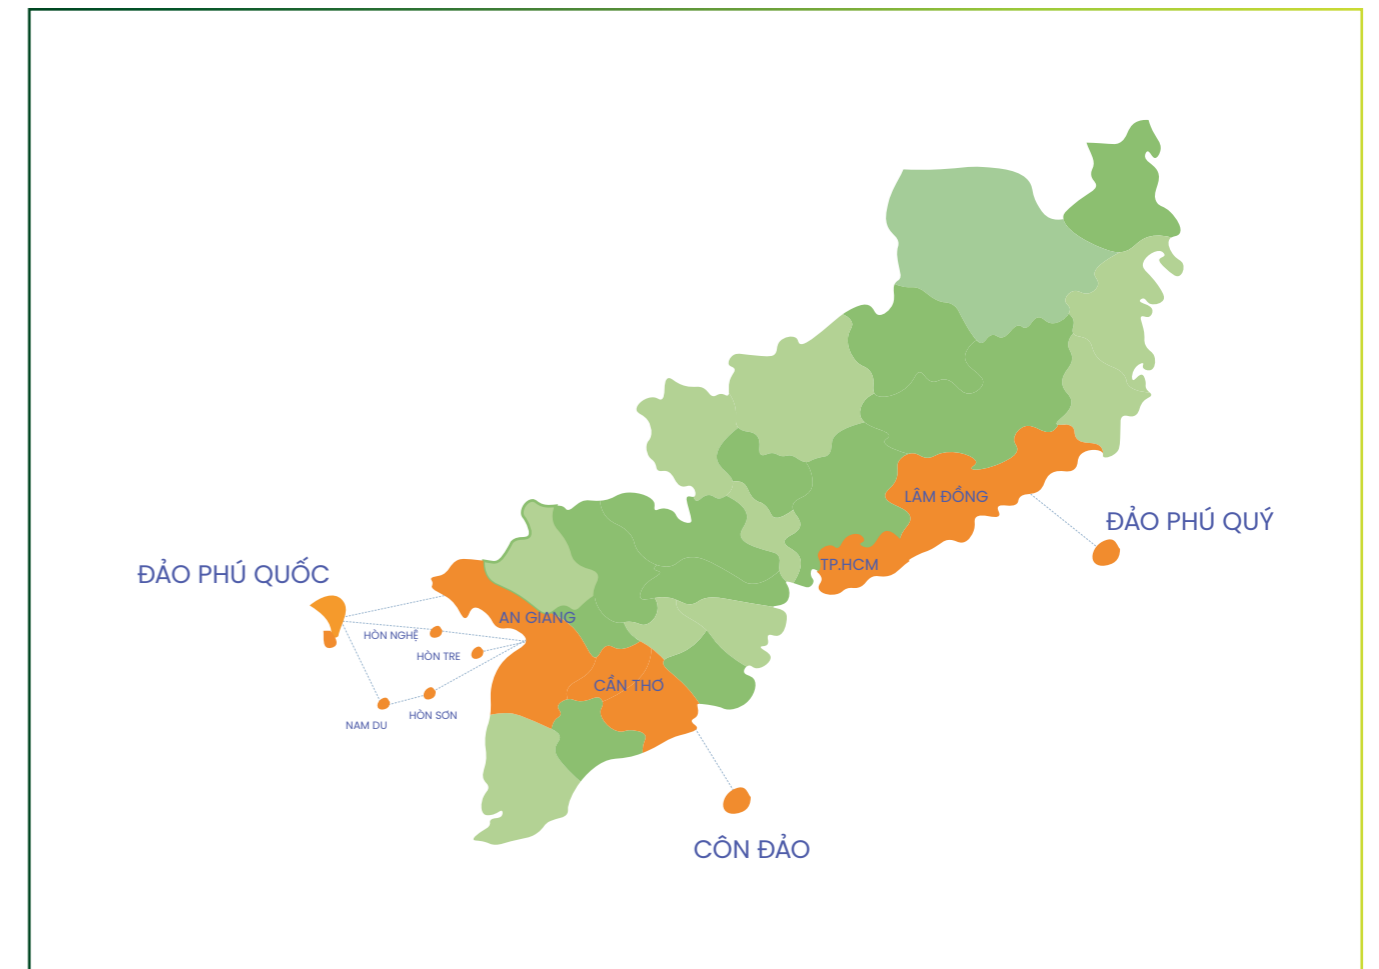 LÂM ĐỒNG
ĐẢO PHÚ QUÝ
TP.HCM
ĐẢO PHÚ QUỐC
AN GIANG
HÒN NGHỆ
HÒN TRE
CẦN THƠ
HÒN SƠN
NAM DU
CÔN ĐẢO